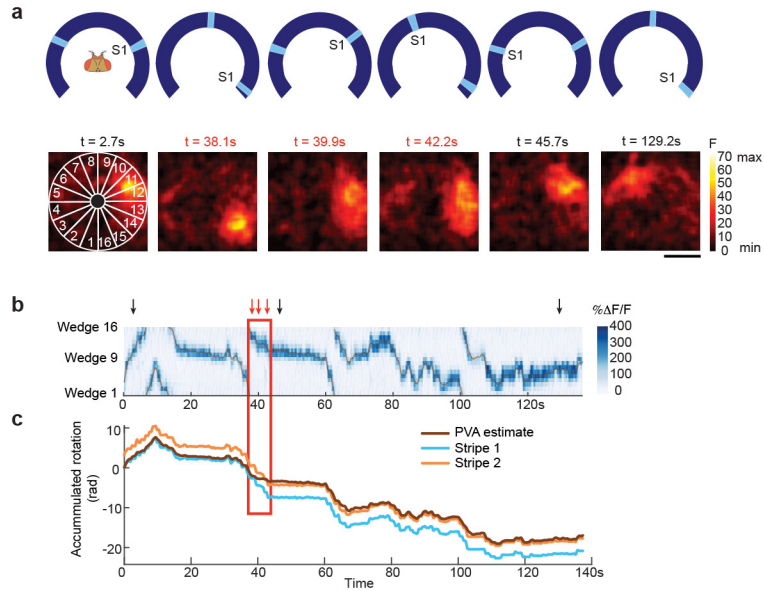 a
S1 S1 S1 S1 S1 S1
t = 2.7s t = 38.1s t = 39.9s t = 42.2s t = 45.7s t = 129.2s F
1 2 3 4 5 6 7 8 9 10 11 12 13 14 15 16
70 max
60
50
40
30
20
10
0 min
b
%ΔF/F
Wedge 16 400
300
Wedge 9 200
100
Wedge 1 0
0 20 40 60 80 100 120s
c
Accummulated rotation
(rad)
10
0
-10
-20
PVA estimate
Stripe 1
Stripe 2
0 20 40 60 80 100 120 140s
Time